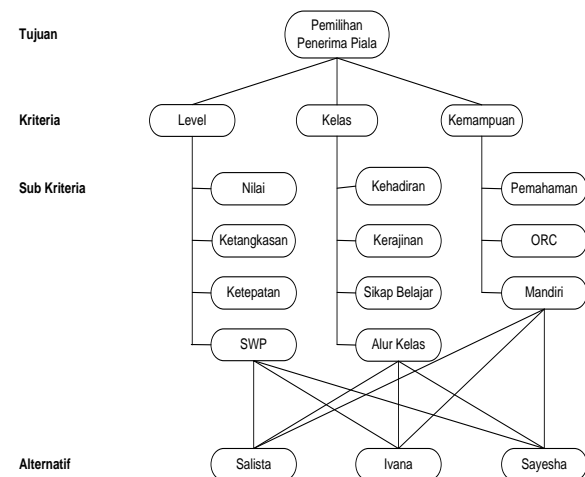 Tujuan
Pemilihan
Penerima Piala
Kriteria
Level
Kelas
Kemampuan
Sub Kriteria
Nilai
Kehadiran
Pemahaman
Ketangkasan
Kerajinan
ORC
Ketepatan
Sikap Belajar
Mandiri
SWP
Alur Kelas
Alternatif
Salista
Ivana
Sayesha